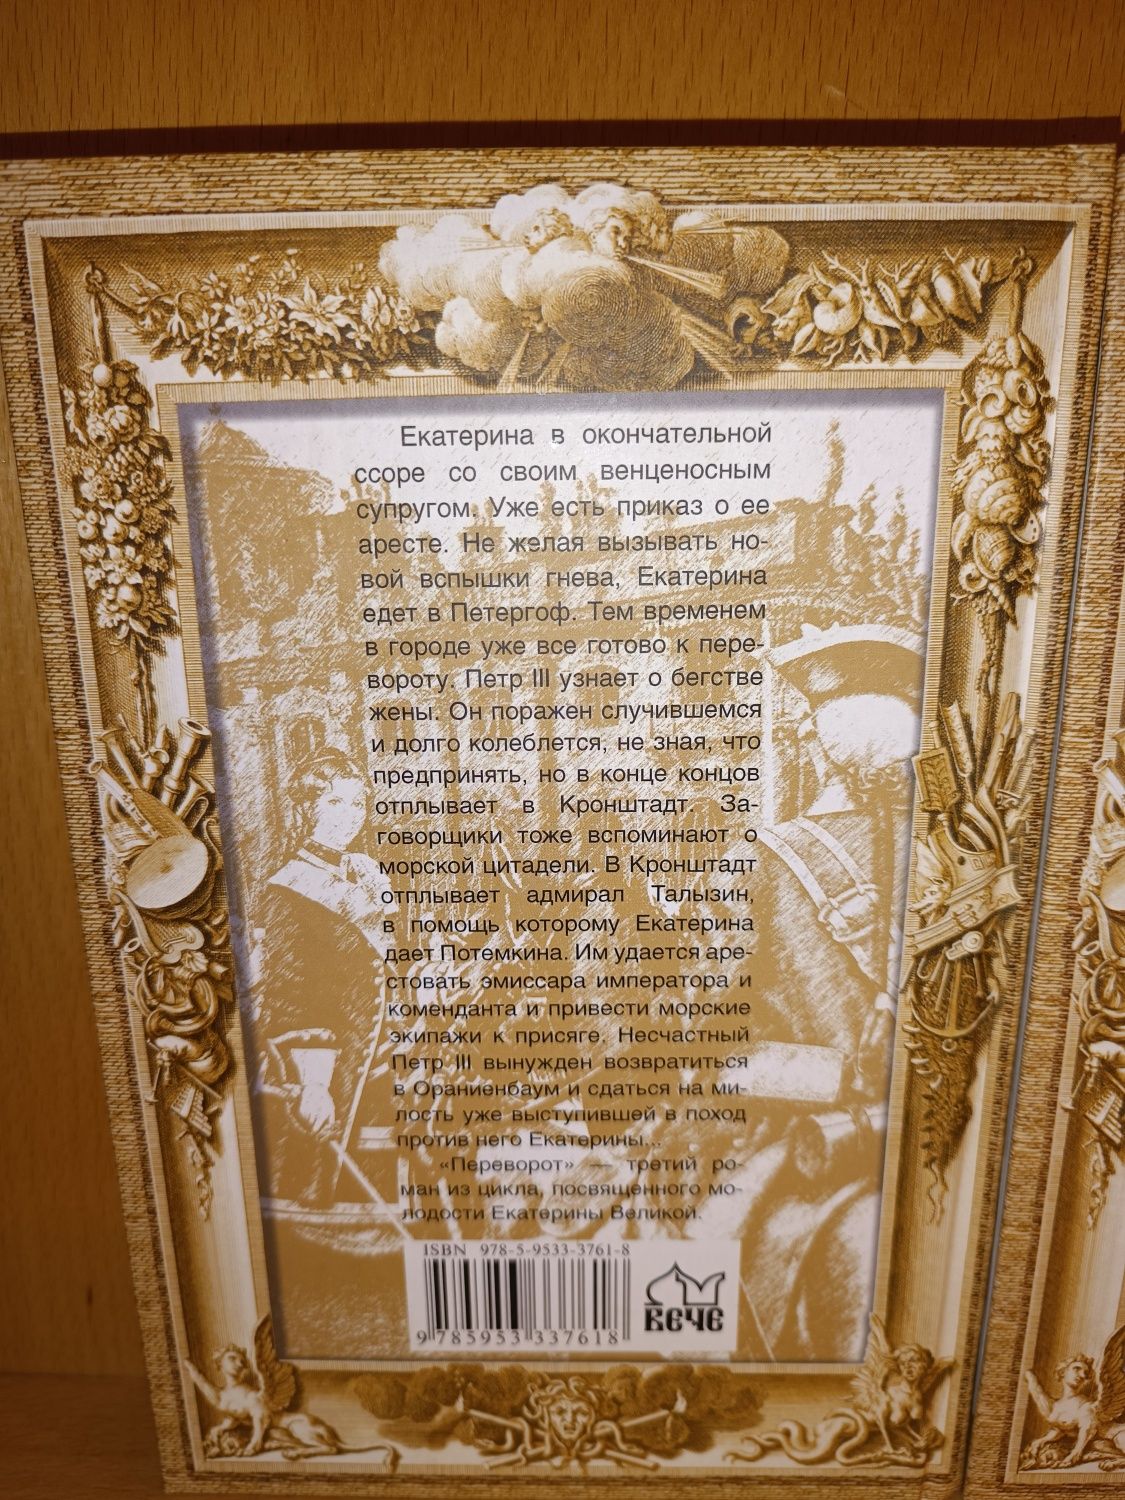 Екатерина в окончательной
ссоре со своим венценосным
супругом. Уже есть приказ о ее
аресте. Не желая вызывать но-
вой вспышки гнева, Екатерина
едет в Петергоф. Тем временем
в городе уже все готово к пере-
вороту. Петр III узнает о бегстве
жены. Он поражен случившемся
и долго колеблется, не зная, что
предпринять, но в конце концов
отплывает в Кронштадт. За-
говорщики тоже вспоминают о
морской цитадели. В Кронштадт
отплывает адмирал Талызин,
в помощь которому Екатерина
дает Потемкина. Им удается аре-
стовать эмиссара императора и
коменданта и привести морские
экипажи к присяге. Несчастный
Петр III вынужден возвратиться
в Ораниенбаум и сдаться на ми-
лость уже выступившей в поход
против него Екатерины...
«Переворот» — третий ро-
ман из цикла, посвященного мо-
лодости Екатерины Великой.
ISBN 978-5-9533-3761-8
9 785953 337618
ВЕЧЕ